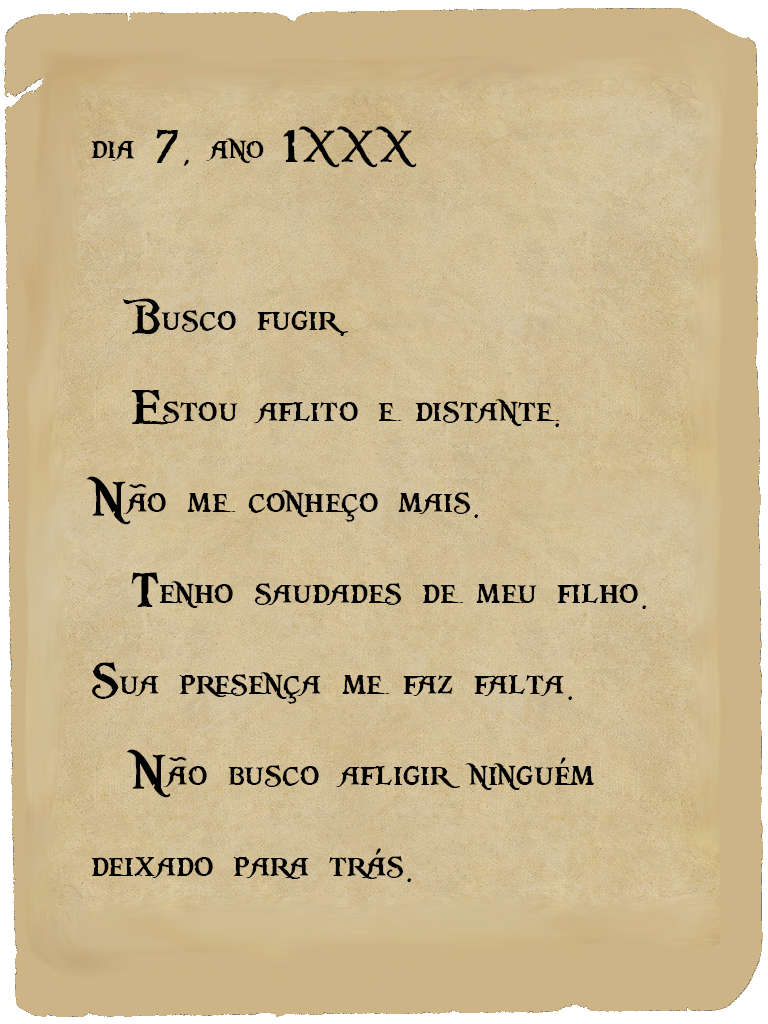 dia 7, ano 1XXX
Busco fugir
Estou aflito e distante.
Não me conheço mais.
Tenho saudades de meu filho.
Sua presença me faz falta.
Não busco afligir ninguém
deixado para trás.